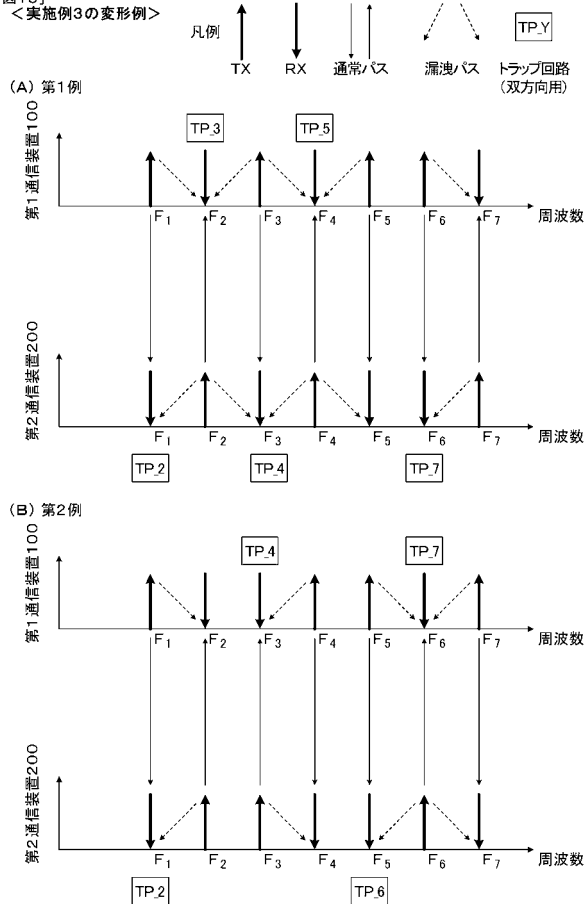 <実施例3の変形例>
凡例
TX
RX
通常パス
漏洩パス
TP_Y
トラップ回路
(双方向用)
(A) 第1例
第1通信装置100
TP_3
TP_5
F1 F2 F3 F4 F5 F6 F7 周波数
第2通信装置200
F1 F2 F3 F4 F5 F6 F7 周波数
TP_2
TP_4
TP_7
(B) 第2例
第1通信装置100
TP_4
TP_7
F1 F2 F3 F4 F5 F6 F7 周波数
第2通信装置200
F1 F2 F3 F4 F5 F6 F7 周波数
TP_2
TP_6